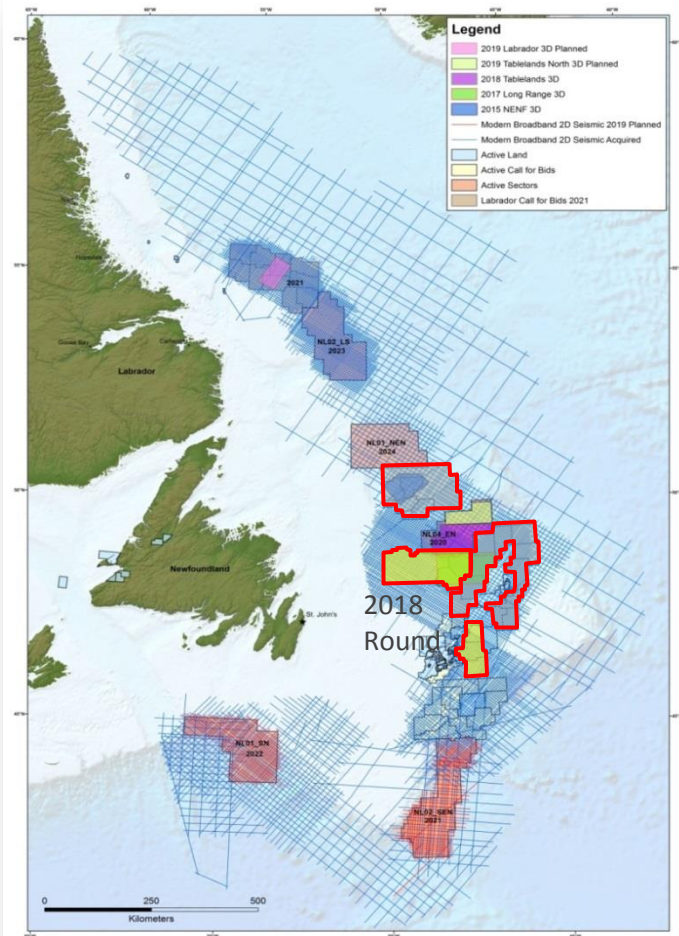 Legend
2019 Labrador 3D Planned
2019 Tablelands North 3D Planned
2018 Tablelands 3D
2017 Long Range 3D
2015 NENF 3D
Modern Broadband 2D Seismic 2019 Planned
Modern Broadband 2D Seismic Acquired
Active Land
Active Call for Bids
Active Sectors
Labrador Call for Bids 2021
2021
NL02_LS
2023
Labrador
NL01_NEN
2024
NL04_EN
2020
Newfoundland
St. John's
2018
Round
NL01_SN
2022
NL02_SEN
2021
0 250 500
Kilometers